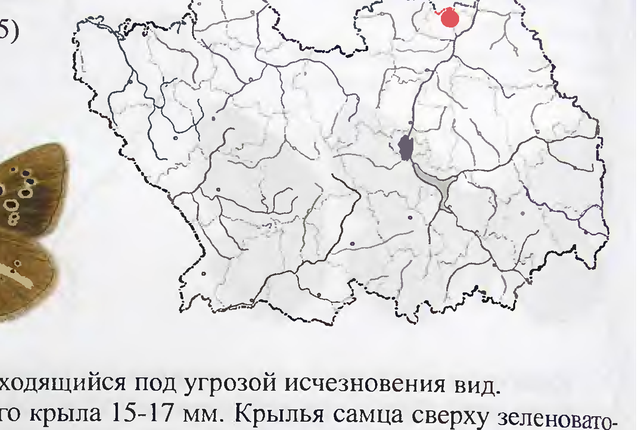 5)
ходящийся под угрозой исчезновения вид.
го крыла 15-17 мм. Крылья самца сверху зеленовато-